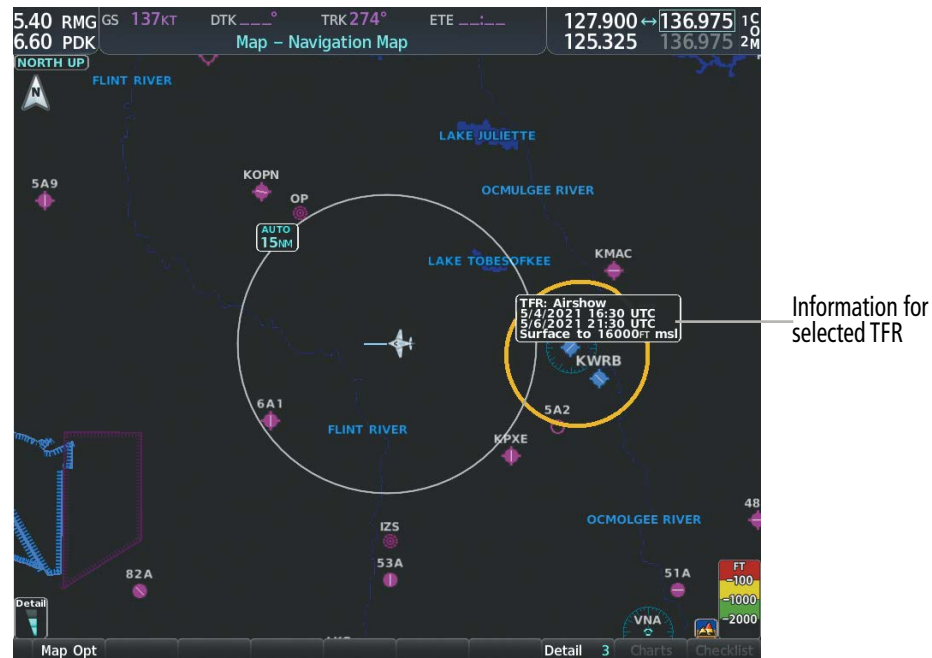 5.40 RMG GS 137KT DTK ___° TRK 274° ETE __:__ 127.900 ↔ 136.975 1 C
6.60 PDK Map – Navigation Map 125.325 136.975 2 O M
NORTH UP
N
FLINT RIVER
LAKE JULIETTE
KOPN
5A9
OCMULGEE RIVER
OP
AUTO
15NM
KMAC
LAKE TOBESOFKEE
TFR: Airshow
5/4/2021 16:30 UTC
5/6/2021 21:30 UTC
Surface to 16000FT msl
Information for
selected TFR
KWRB
6A1
5A2
FLINT RIVER
KPXE
48
OCMOLGEE RIVER
IZS
53A
82A
51A
FT
-100
-1000
-2000
Detail
VNA
Map Opt Detail 3 Charts Checklist